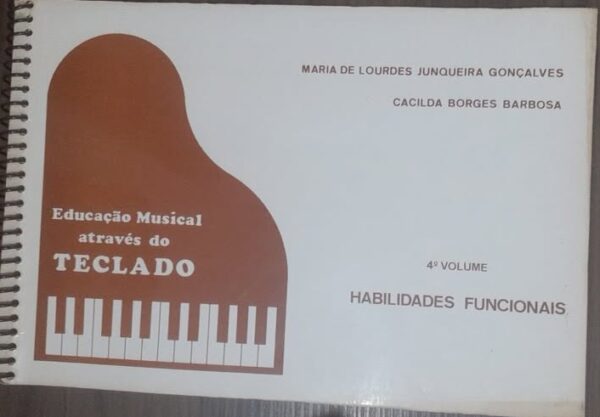 MARIA DE LOURDES JUNQUEIRA GONÇALVES
CACILDA BORGES BARBOSA
Educação Musical
através do
TECLADO
4º VOLUME
HABILIDADES FUNCIONAIS